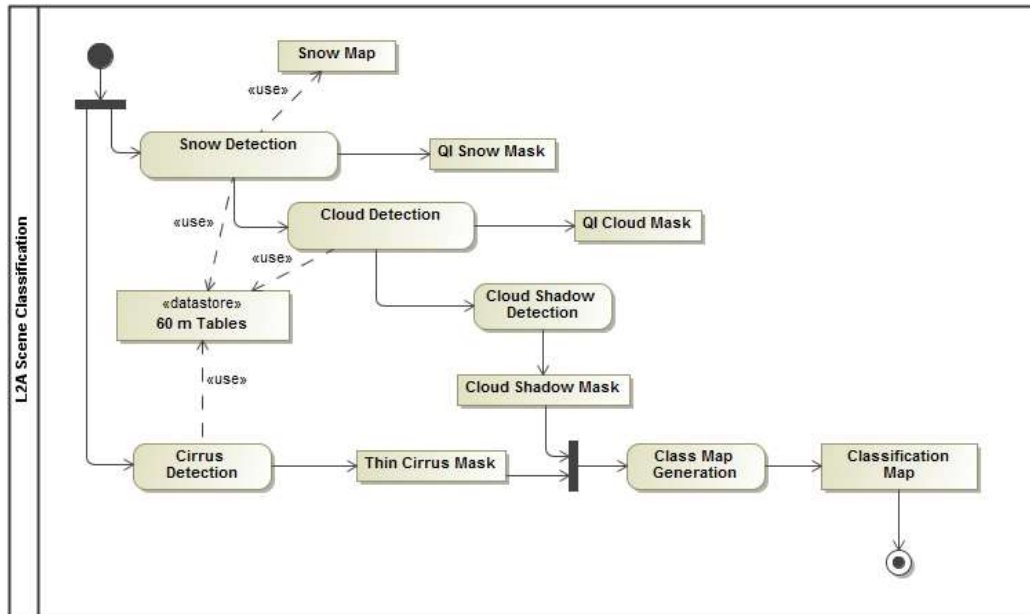 L2A Scene Classification
Snow Map
«use»
Snow Detection
QI Snow Mask
«use»
Cloud Detection
QI Cloud Mask
«use»
«datastore»
60 m Tables
Cloud Shadow
Detection
«use»
Cloud Shadow Mask
Cirrus
Detection
Thin Cirrus Mask
Class Map
Generation
Classification
Map